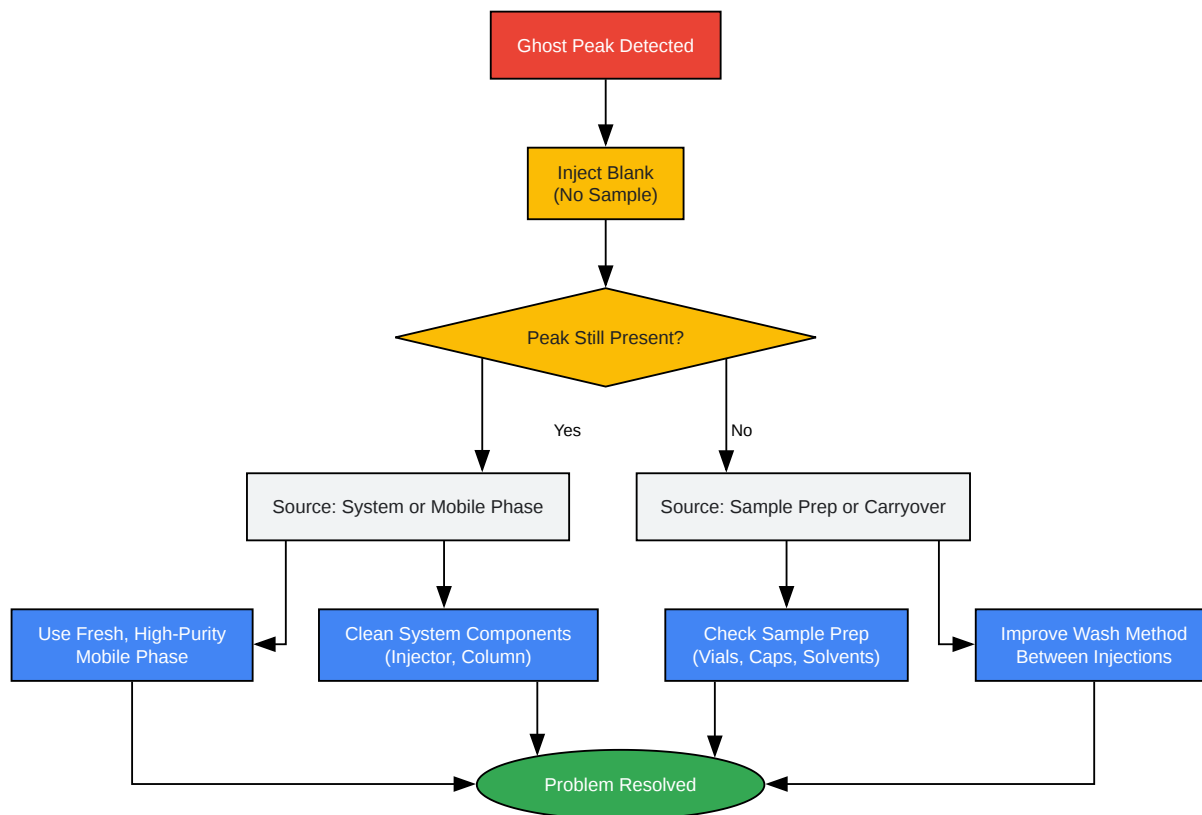 Ghost Peak Detected
Inject Blank
(No Sample)
Peak Still Present?
Yes
No
Source: System or Mobile Phase
Source: Sample Prep or Carryover
Use Fresh, High-Purity
Mobile Phase
Clean System Components
(Injector, Column)
Check Sample Prep
(Vials, Caps, Solvents)
Improve Wash Method
Between Injections
Problem Resolved